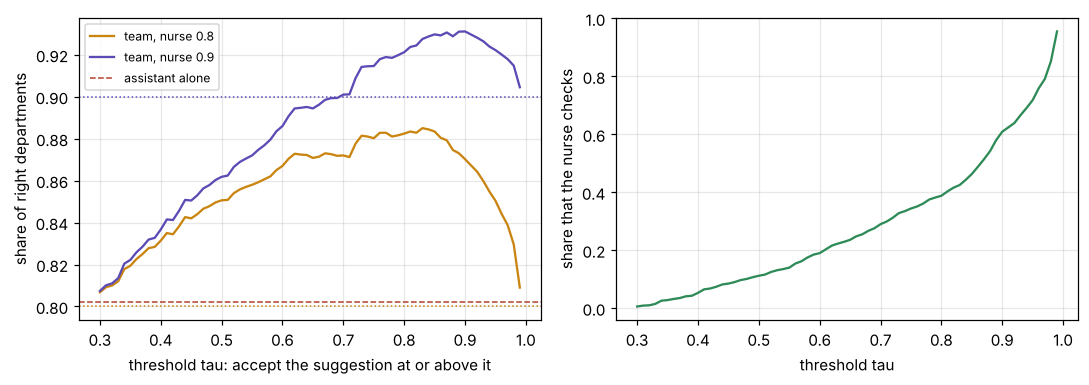 team, nurse 0.8
team, nurse 0.9
assistant alone
share of right departments
0.92
0.90
0.88
0.86
0.84
0.82
0.80
0.3 0.4 0.5 0.6 0.7 0.8 0.9 1.0
threshold tau: accept the suggestion at or above it
share that the nurse checks
1.0
0.8
0.6
0.4
0.2
0.0
0.3 0.4 0.5 0.6 0.7 0.8 0.9 1.0
threshold tau